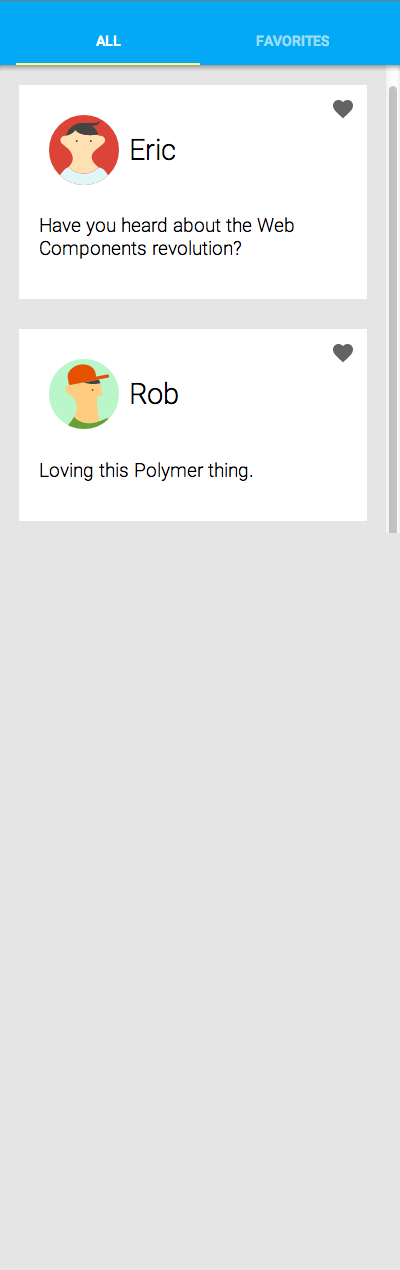 ALL FAVORITES
Eric
Have you heard about the Web
Components revolution?
Rob
Loving this Polymer thing.